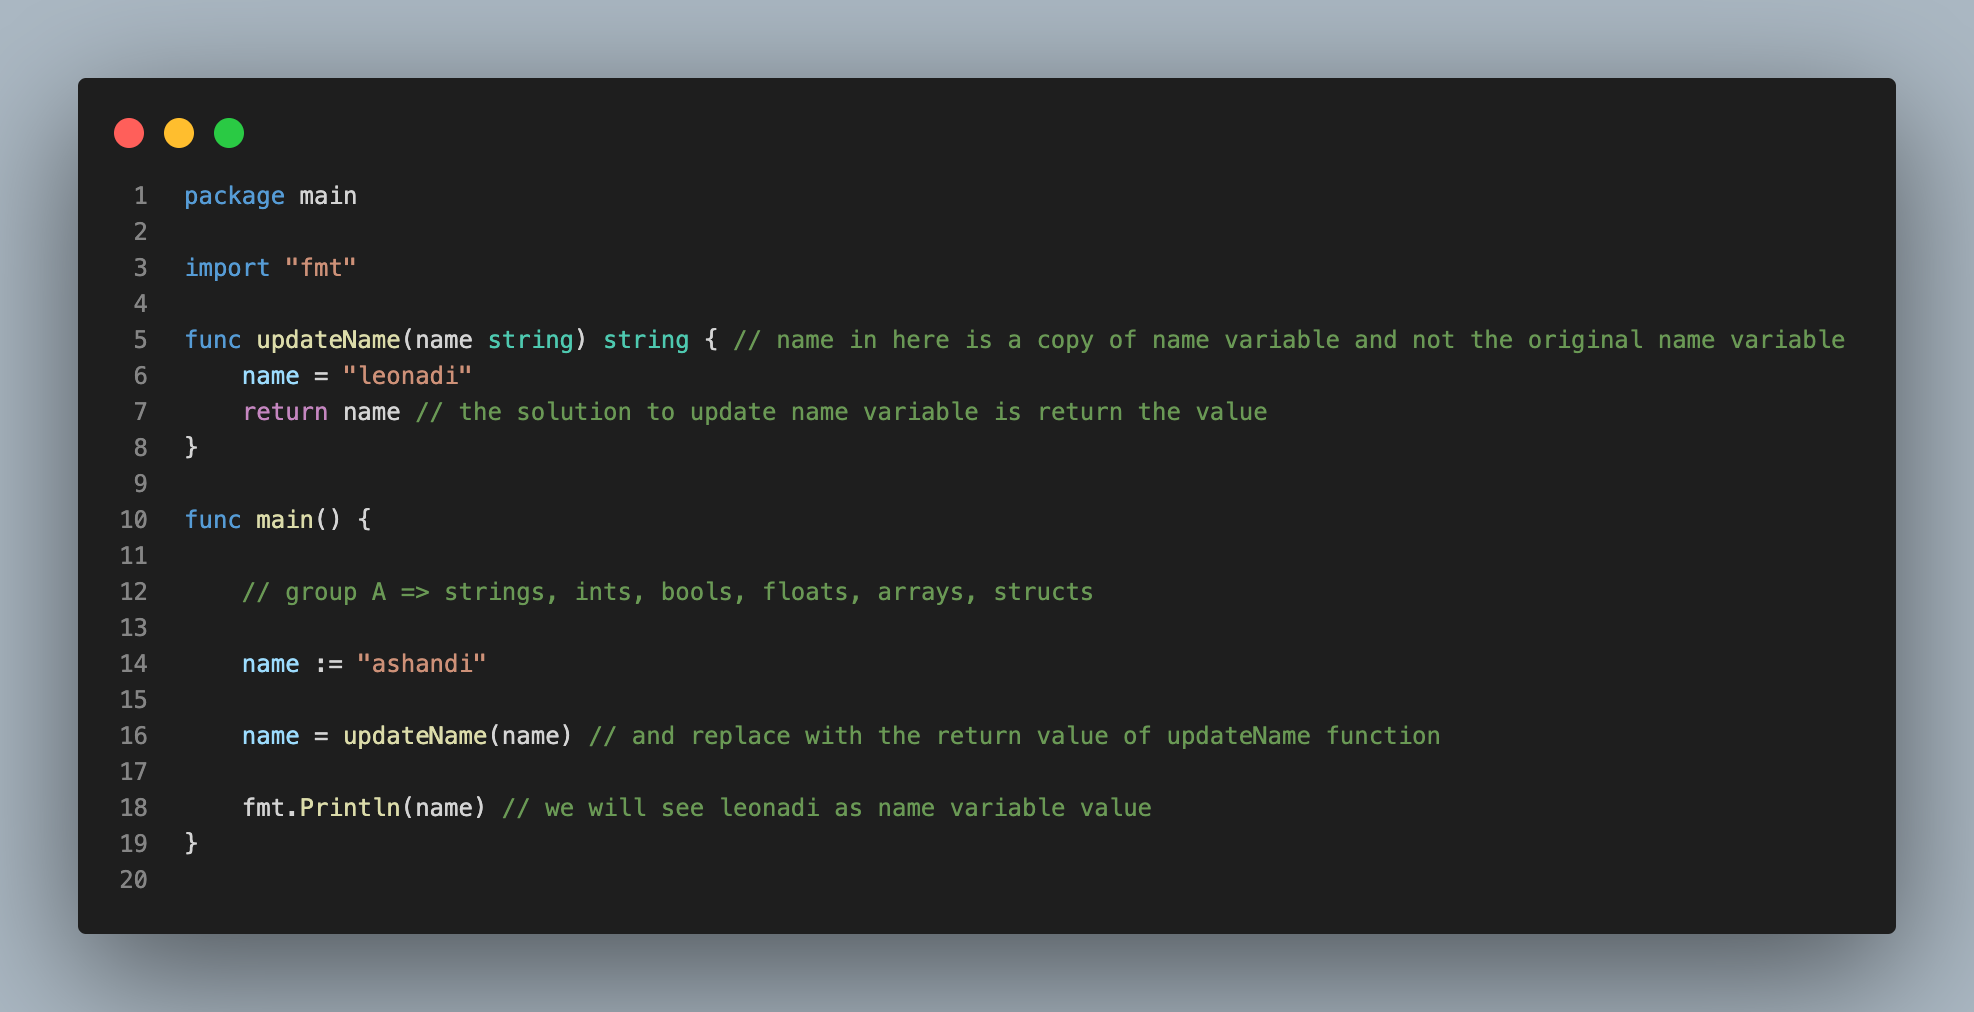 1 package main
2
3 import "fmt"
4
5 func updateName(name string) string { // name in here is a copy of name variable and not the original name variable
6     name = "leonadi"
7     return name // the solution to update name variable is return the value
8 }
9
10 func main() {
11
12     // group A => strings, ints, bools, floats, arrays, structs
13
14     name := "ashandi"
15
16     name = updateName(name) // and replace with the return value of updateName function
17
18     fmt.Println(name) // we will see leonadi as name variable value
19 }
20